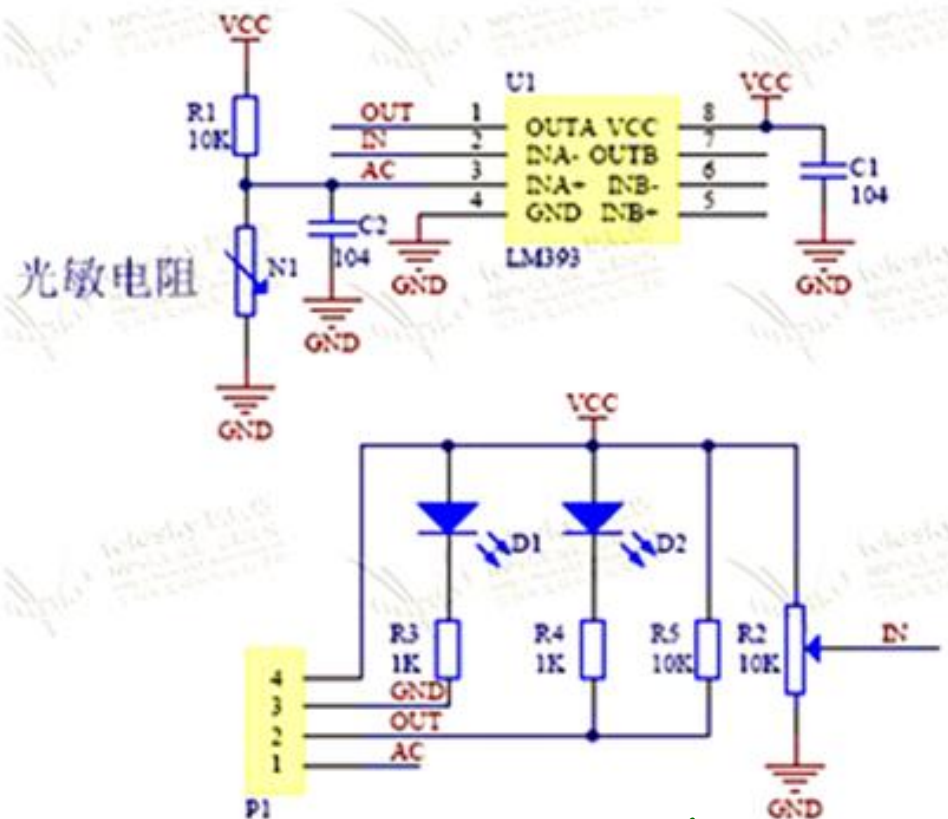 VCC
R1
10K
OUT
IN
AC
1
2
3
4
U1
OUTA VCC
INA- OUTB
INA+ INB-
GND INB+
LM393
8
7
6
5
VCC
C1
104
GND
C2
104
GND
GND
光敏电阻
N1
GND
VCC
D1
D2
R3
1K
R4
1K
R5
10K
R2
10K
IN
4
3
2
1
GND
OUT
AC
P1
GND